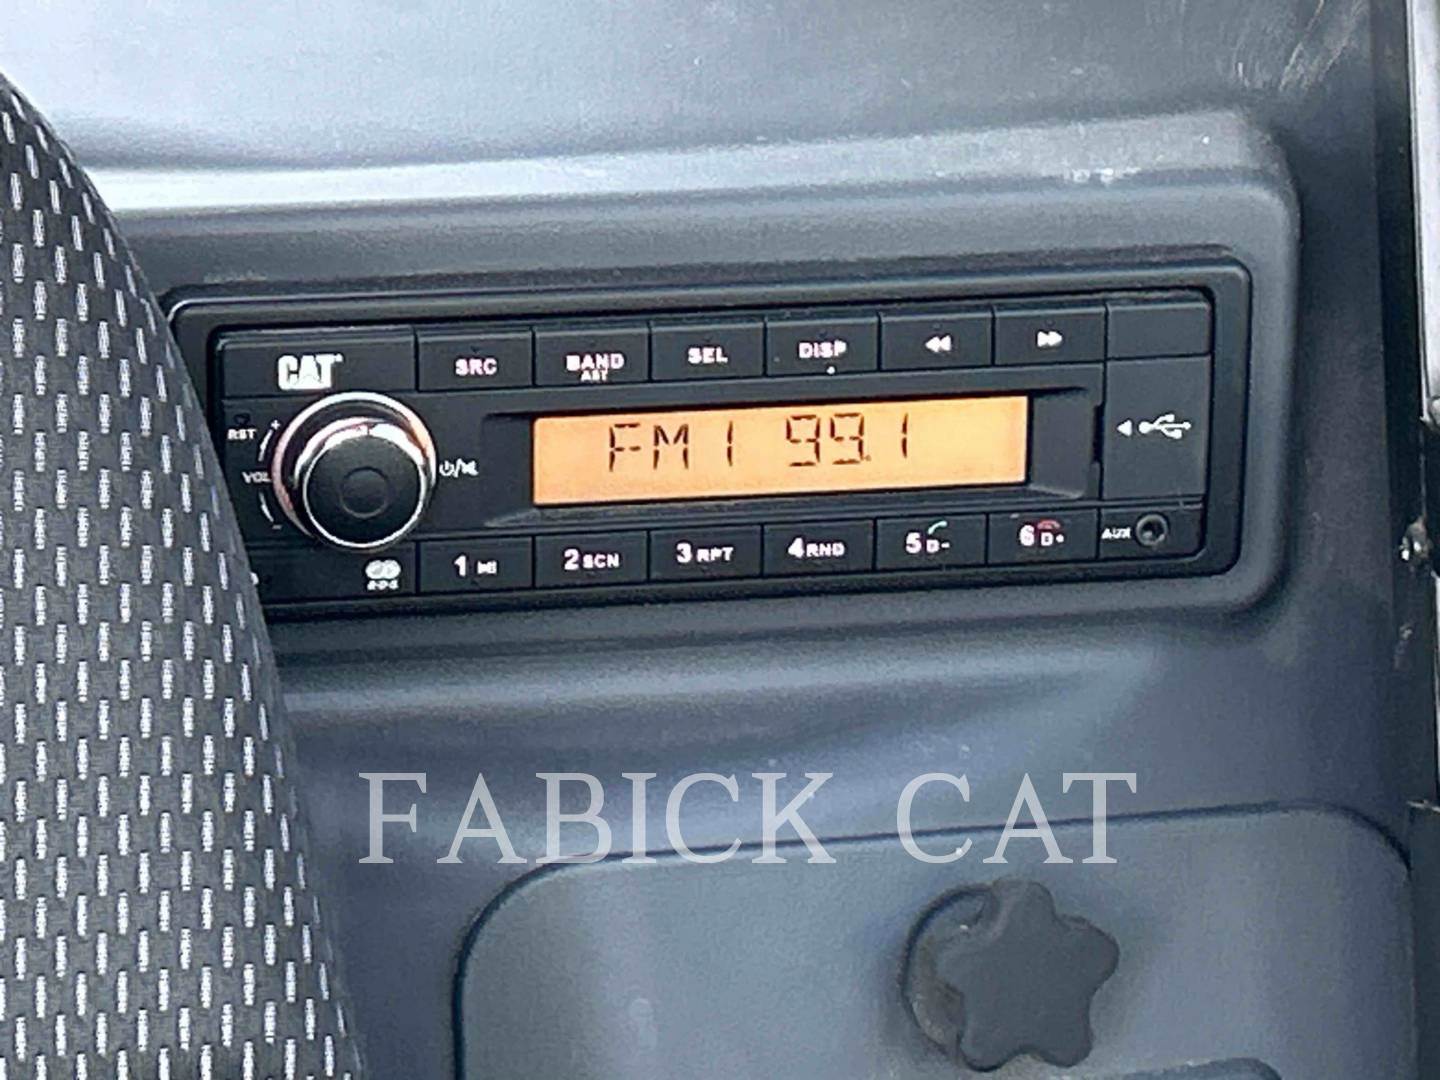 CAT
SRC
BAND
AST
SEL
DISP
RST
VOL
+
-
FM1 99.1
1
2 SCN
3 RPT
4 RND
5 D-
6 D+
AUX
FABICK CAT